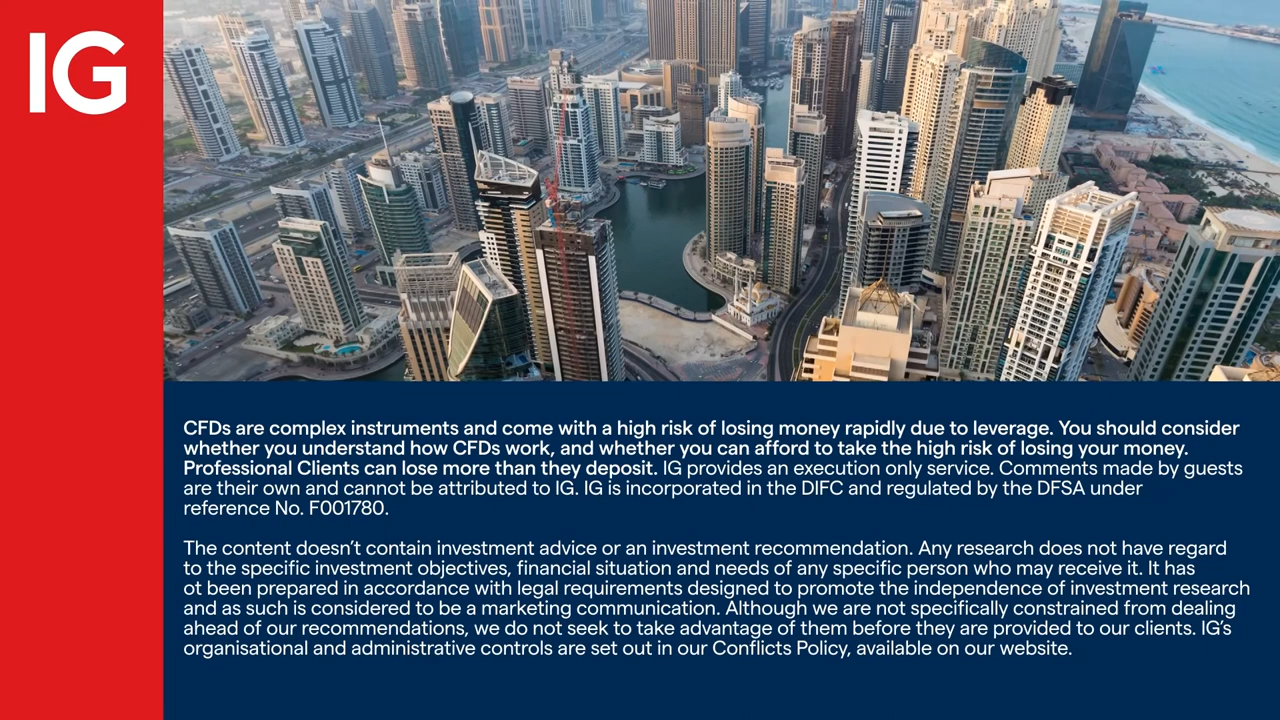 IG
CFDs are complex instruments and come with a high risk of losing money rapidly due to leverage. You should consider
whether you understand how CFDs work, and whether you can afford to take the high risk of losing your money.
Professional Clients can lose more than they deposit. IG provides an execution only service. Comments made by guests
are their own and cannot be attributed to IG. IG is incorporated in the DIFC and regulated by the DFSA under
reference No. F001780.
The content doesn’t contain investment advice or an investment recommendation. Any research does not have regard
to the specific investment objectives, financial situation and needs of any specific person who may receive it. It has
ot been prepared in accordance with legal requirements designed to promote the independence of investment research
and as such is considered to be a marketing communication. Although we are not specifically constrained from dealing
ahead of our recommendations, we do not seek to take advantage of them before they are provided to our clients. IG’s
organisational and administrative controls are set out in our Conflicts Policy, available on our website.